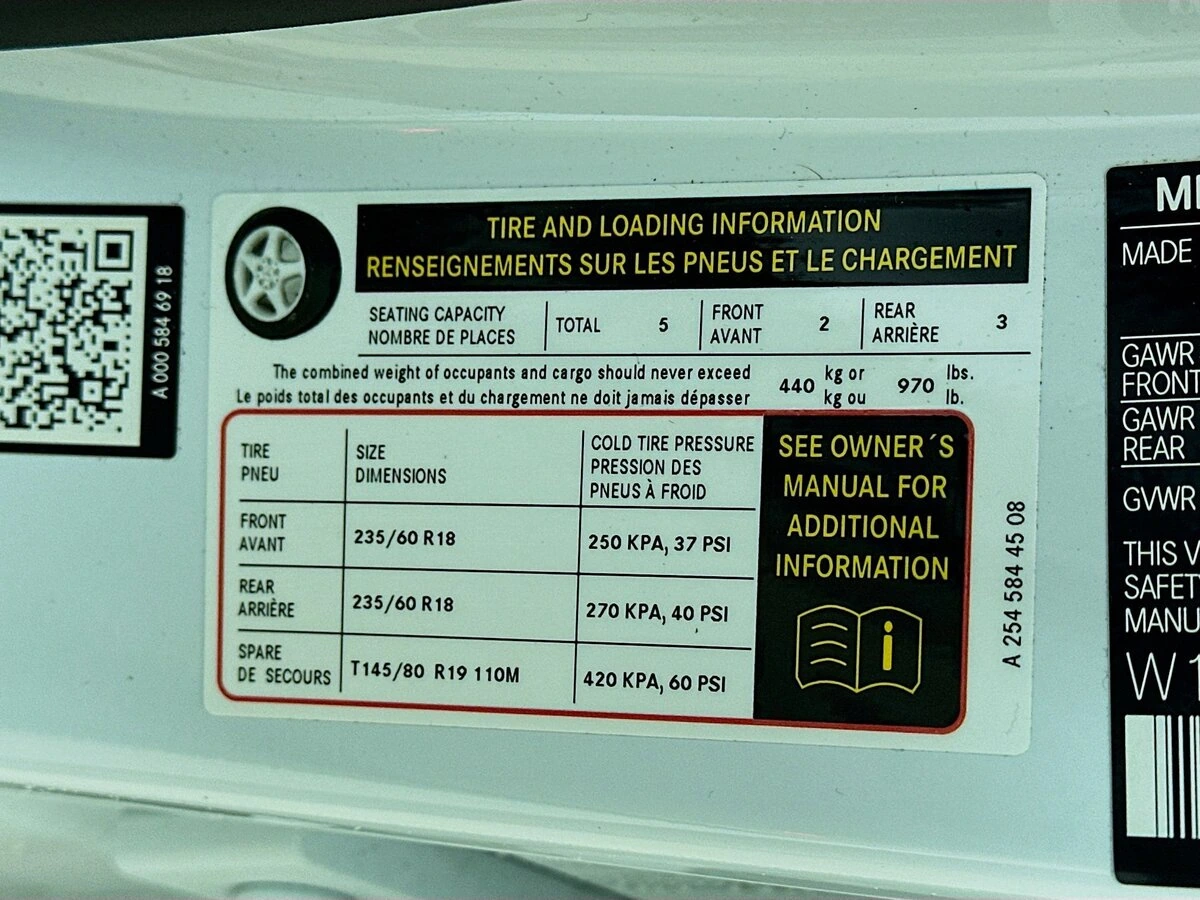 A 000 584 69 18
TIRE AND LOADING INFORMATION
RENSEIGNEMENTS SUR LES PNEUS ET LE CHARGEMENT
SEATING CAPACITY
NOMBRE DE PLACES
TOTAL 5
FRONT
AVANT
2
REAR
ARRIÈRE
3
The combined weight of occupants and cargo should never exceed
Le poids total des occupants et du chargement ne doit jamais dépasser
440
kg or
kg ou
970
lbs.
lb.
TIRE
PNEU
SIZE
DIMENSIONS
COLD TIRE PRESSURE
PRESSION DES
PNEUS À FROID
FRONT
AVANT
235/60 R18
250 KPA, 37 PSI
REAR
ARRIÈRE
235/60 R18
270 KPA, 40 PSI
SPARE
DE SECOURS
T145/80 R19 110M
420 KPA, 60 PSI
SEE OWNER´S
MANUAL FOR
ADDITIONAL
INFORMATION
i
A 254 584 45 08
MADE
GAWR
FRONT
GAWR
REAR
GVWR
THIS